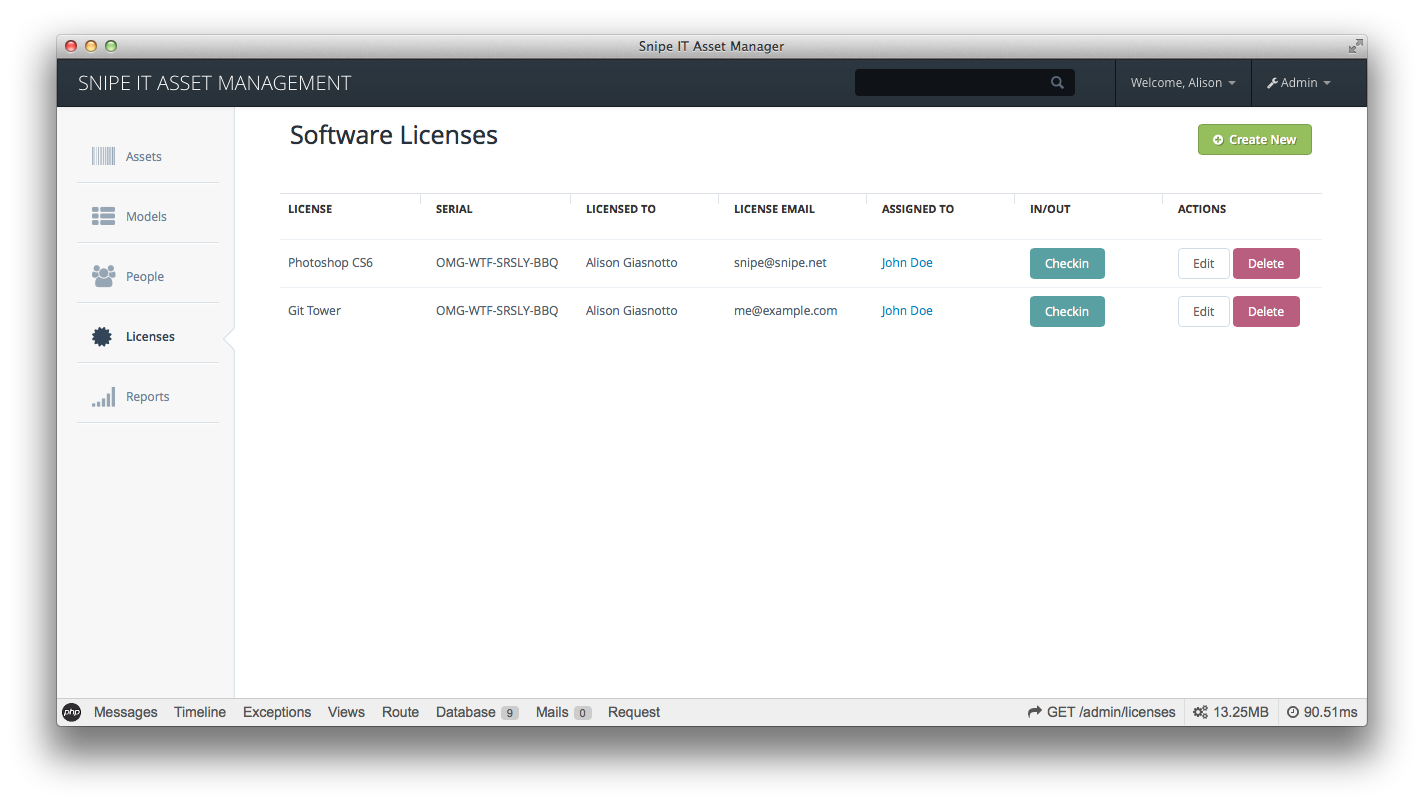 Snipe IT Asset Manager
SNIPE IT ASSET MANAGEMENT Welcome, Alison Admin
Software Licenses
Create New
Assets
Models
People
Licenses
Reports
LICENSE SERIAL LICENSED TO LICENSE EMAIL ASSIGNED TO IN/OUT ACTIONS
Photoshop CS6 OMG-WTF-SRSLY-BBQ Alison Giasnotto snipe@snipe.net John Doe Checkin Edit Delete
Git Tower OMG-WTF-SRSLY-BBQ Alison Giasnotto me@example.com John Doe Checkin Edit Delete
php Messages Timeline Exceptions Views Route Database 9 Mails 0 Request GET /admin/licenses 13.25MB 90.51ms